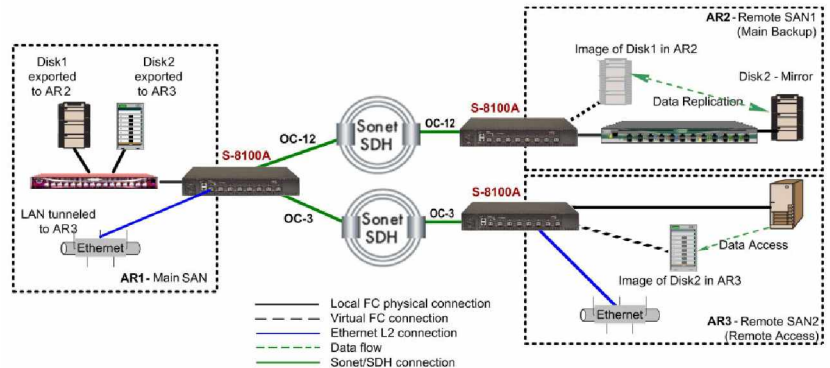 Disk1
exported
to AR2
Disk2
exported
to AR3
S-8100A
LAN tunneled
to AR3
Ethernet
AR1- Main SAN
OC-12
Sonet
SDH
OC-12
OC-3
Sonet
SDH
OC-3
S-8100A
AR2 - Remote SAN1
(Main Backup)
Image of Disk1 in AR2
Disk2 - Mirror
Data Replication
S-8100A
Data Access
Image of Disk2 in AR3
Ethernet
AR3 - Remote SAN2
(Remote Access)
Local FC physical connection
Virtual FC connection
Ethernet L2 connection
Data flow
Sonet/SDH connection